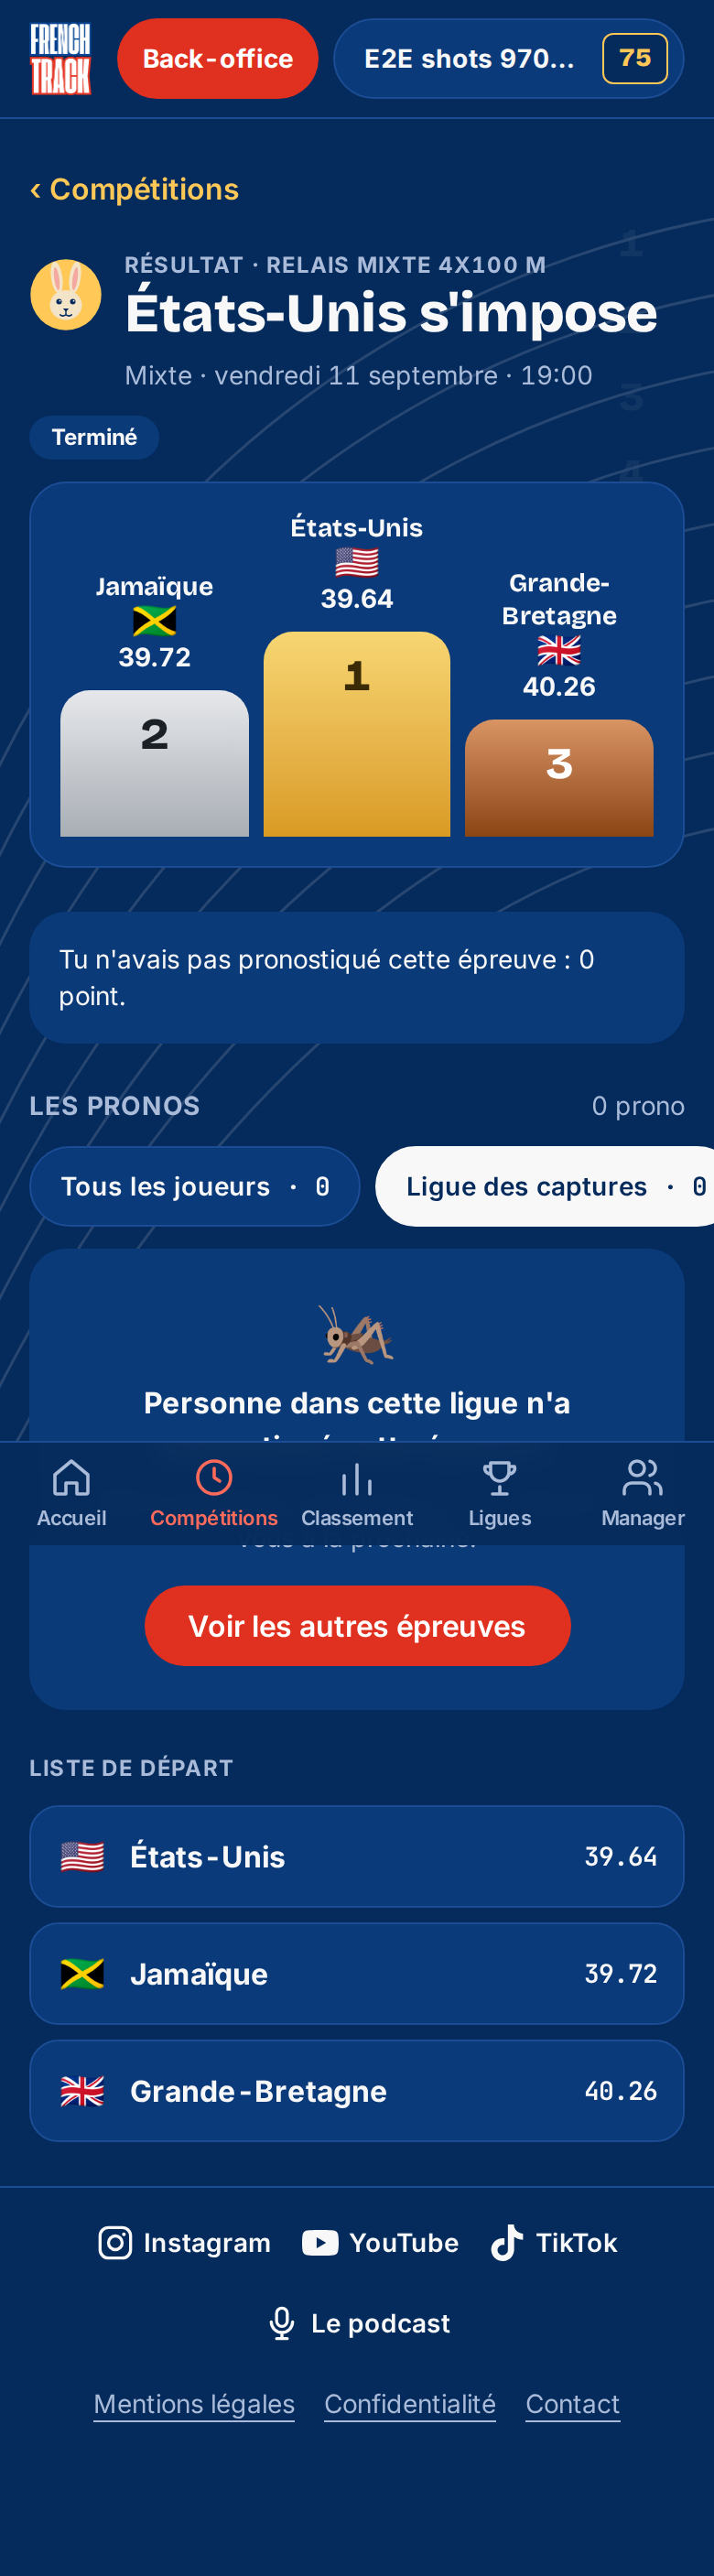 FRENCH
TRACK
Back-office
E2E shots 970...
75
‹ Compétitions
RÉSULTAT · RELAIS MIXTE 4X100 M
États-Unis s'impose
Mixte · vendredi 11 septembre · 19:00
1
3
4
Terminé
États-Unis
39.64
Jamaïque
39.72
Grande-
Bretagne
40.26
1
2
3
Tu n'avais pas pronostiqué cette épreuve : 0
point.
LES PRONOS
0 prono
Tous les joueurs · 0
Ligue des captures · 0
Personne dans cette ligue n'a
Accueil
Compétitions
Classement
Ligues
Manager
Voir les autres épreuves
LISTE DE DÉPART
États-Unis
39.64
Jamaïque
39.72
Grande-Bretagne
40.26
Instagram
YouTube
TikTok
Le podcast
Mentions légales
Confidentialité
Contact